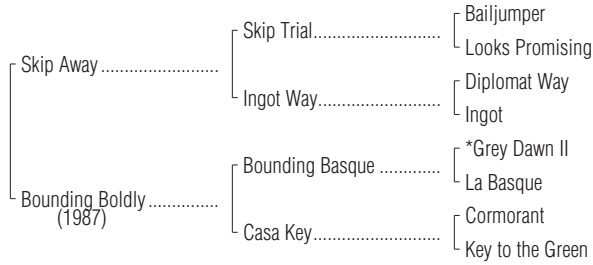 Bailjumper
Skip Trial
Looks Promising
Skip Away
Diplomat Way
Ingot Way
Ingot
*Grey Dawn II
Bounding Basque
La Basque
Bounding Boldly
(1987)
Cormorant
Casa Key
Key to the Green